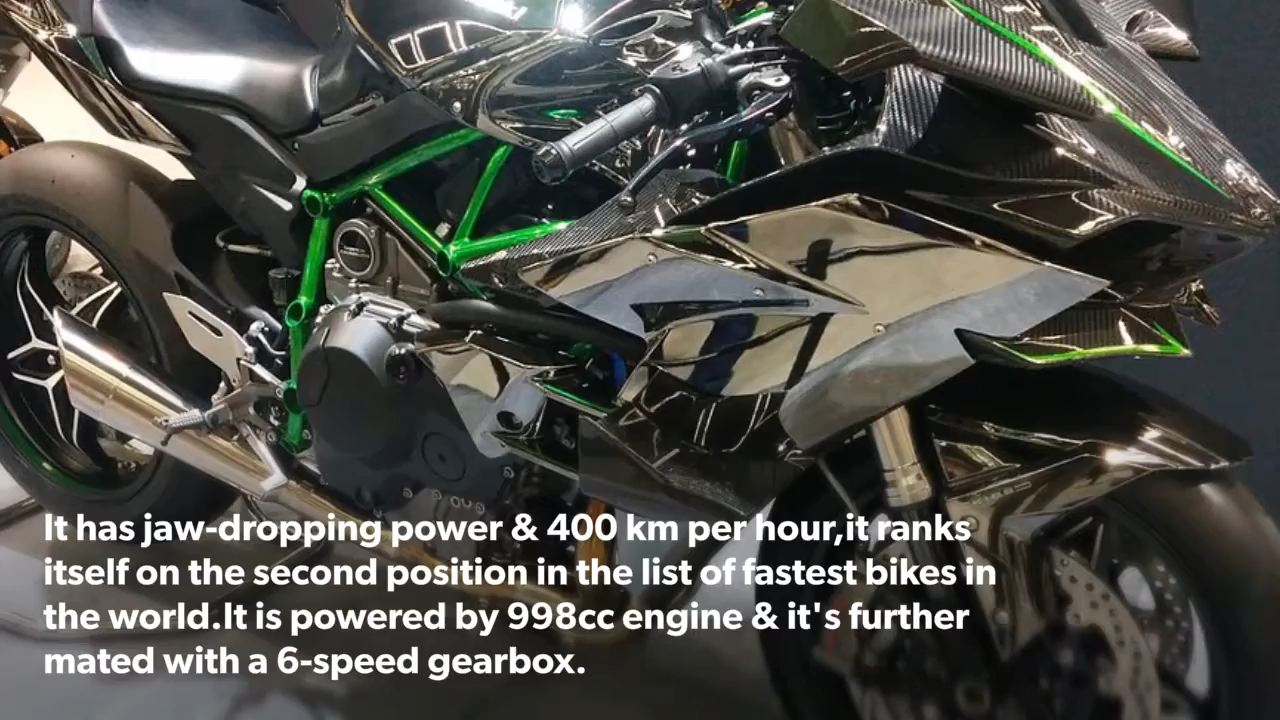 It has jaw-dropping power & 400 km per hour,it ranks
itself on the second position in the list of fastest bikes in
the world.It is powered by 998cc engine & it's further
mated with a 6-speed gearbox.